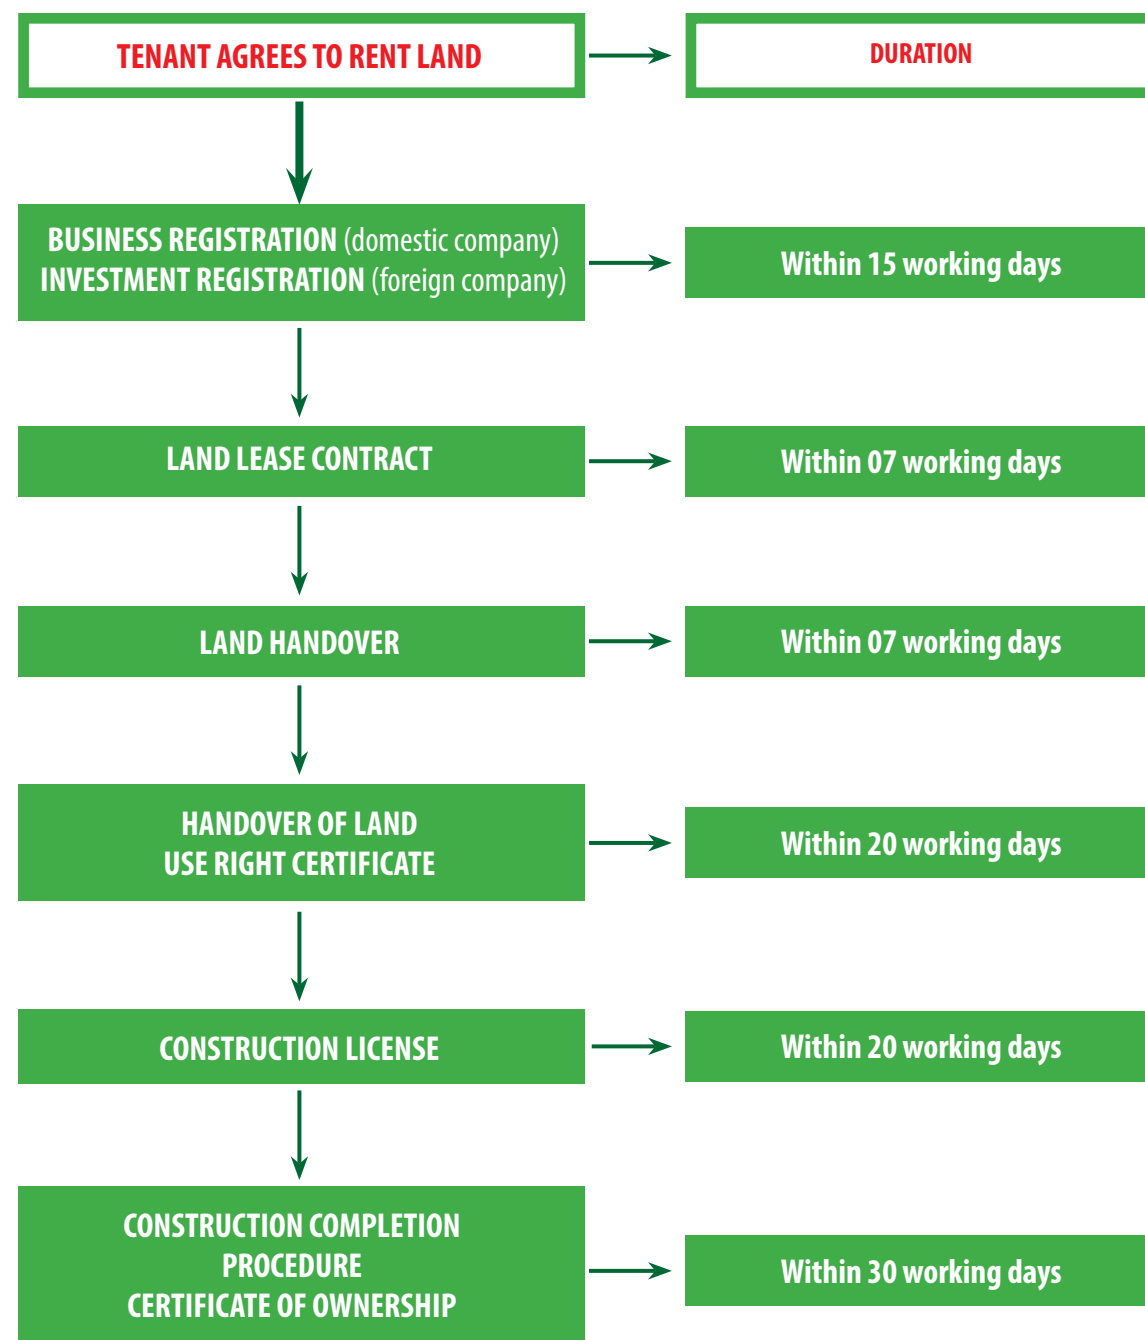 TENANT AGREES TO RENT LAND
DURATION
BUSINESS REGISTRATION (domestic company)
INVESTMENT REGISTRATION (foreign company)
Within 15 working days
LAND LEASE CONTRACT
Within 07 working days
LAND HANDOVER
Within 07 working days
HANDOVER OF LAND
USE RIGHT CERTIFICATE
Within 20 working days
CONSTRUCTION LICENSE
Within 20 working days
CONSTRUCTION COMPLETION
PROCEDURE
CERTIFICATE OF OWNERSHIP
Within 30 working days